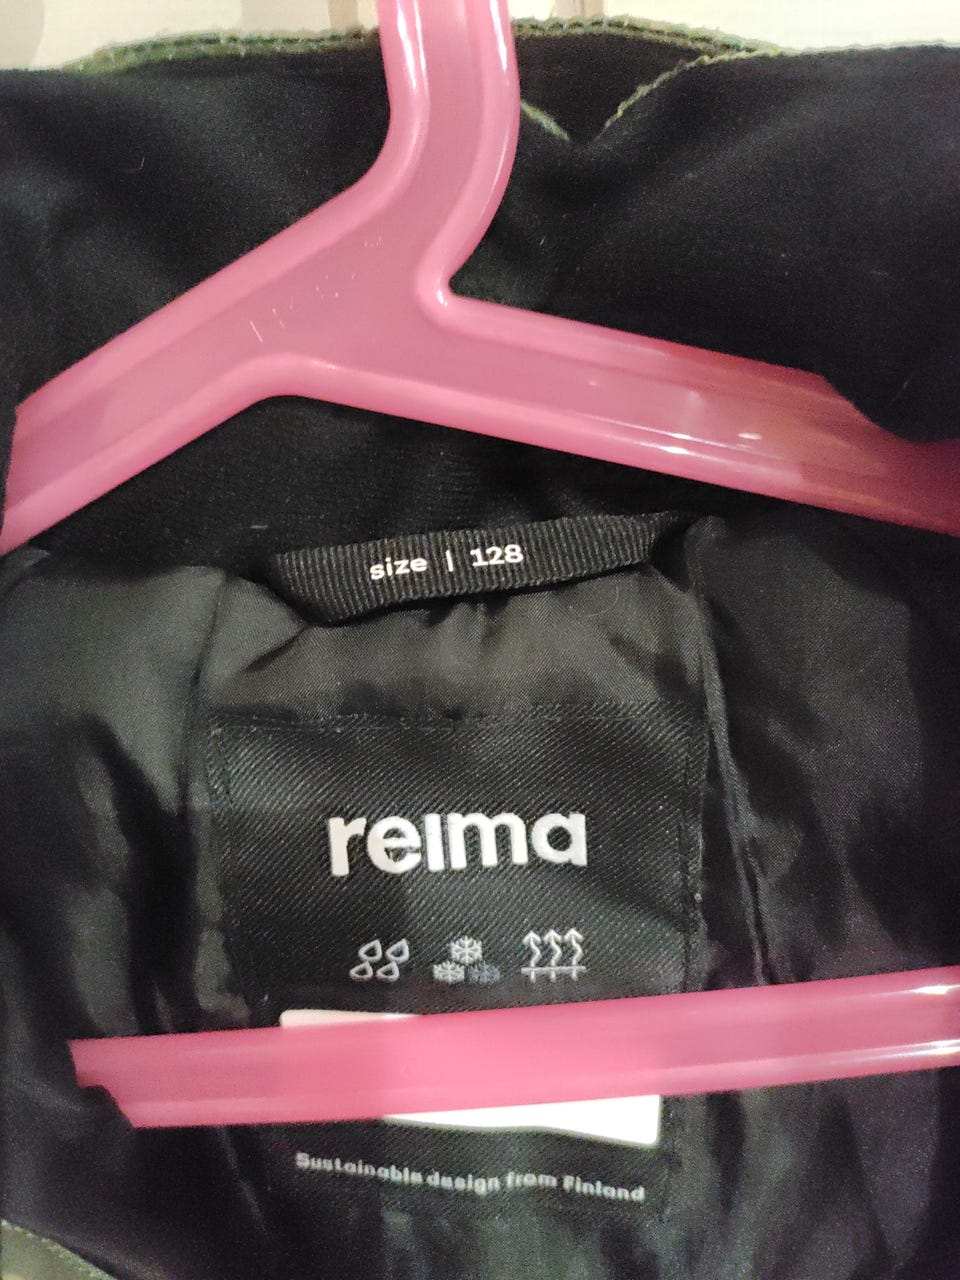 size | 128
reima
Sustainable design from Finland